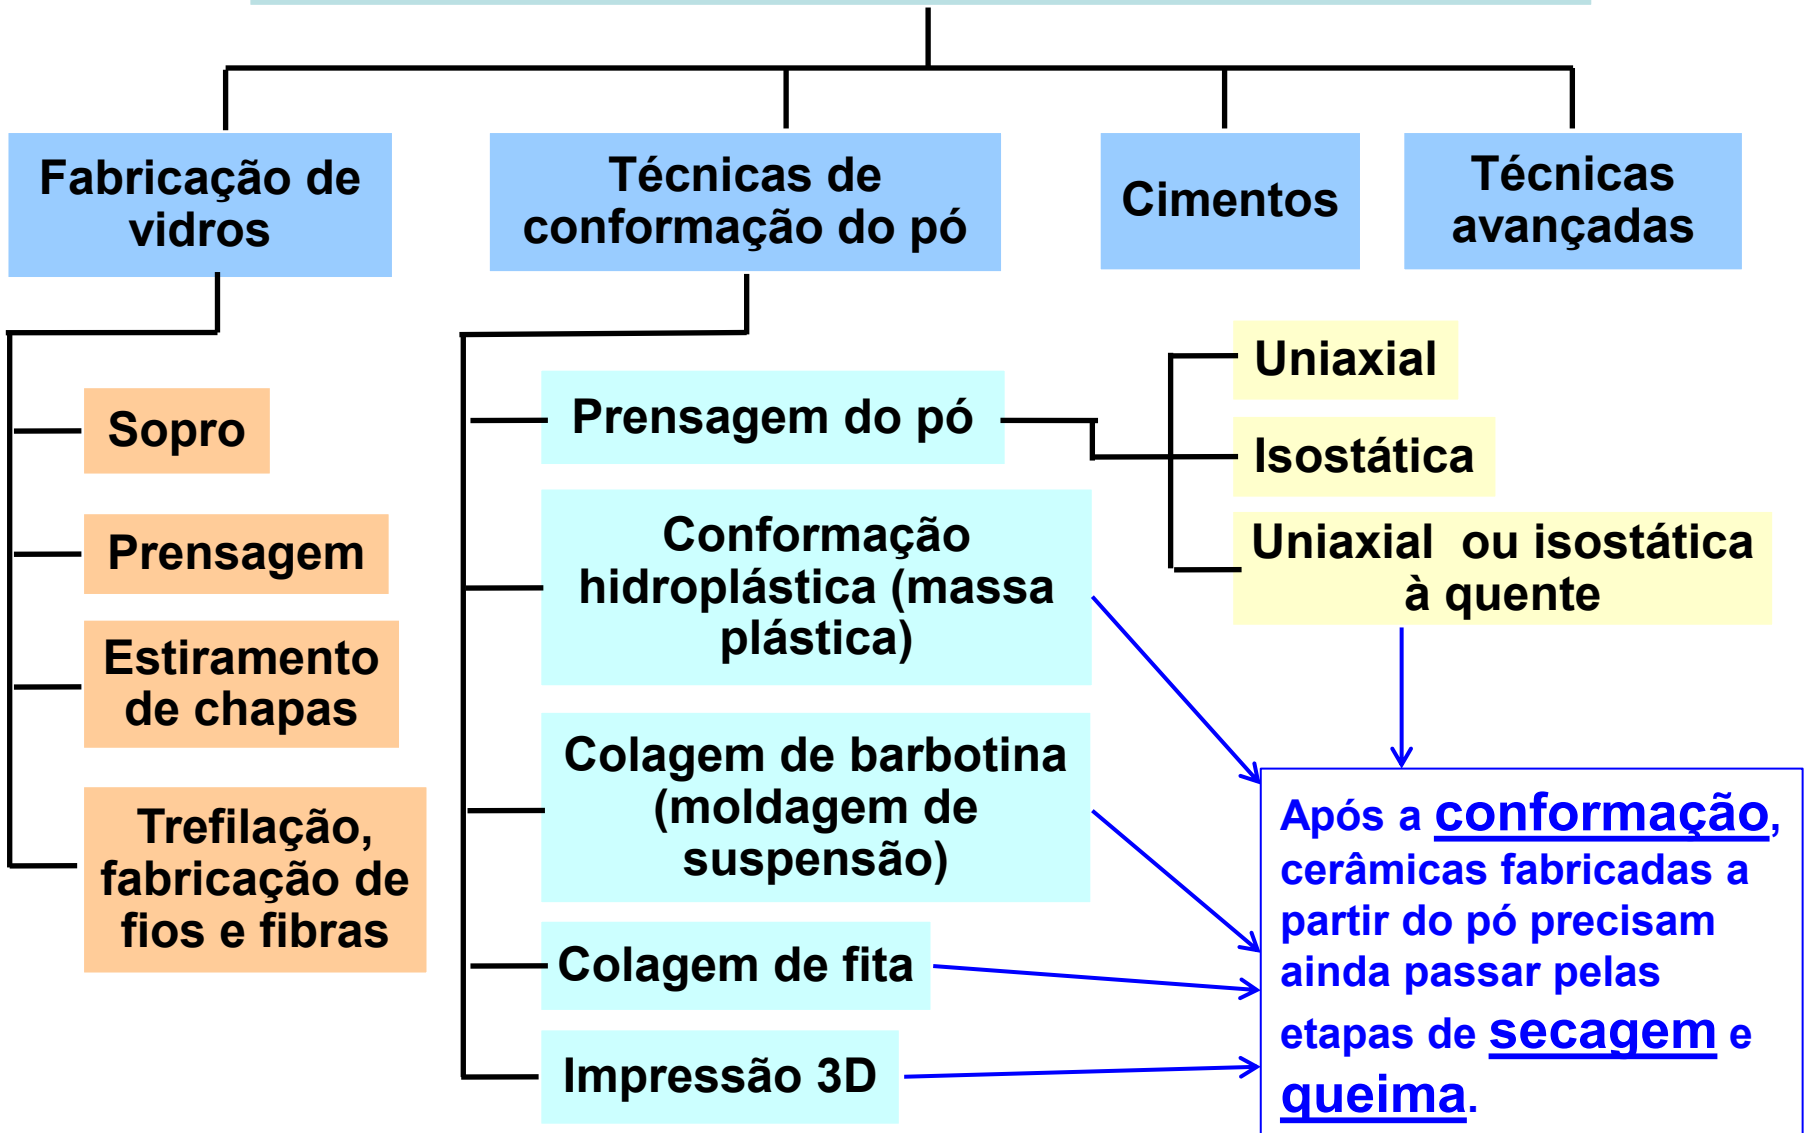 Fabricação de
vidros
Técnicas de
conformação do pó
Cimentos
Técnicas
avançadas
Sopro
Prensagem
Estiramento
de chapas
Trefilação,
fabricação de
fios e fibras
Prensagem do pó
Conformação
hidroplástica (massa
plástica)
Colagem de barbotina
(moldagem de
suspensão)
Colagem de fita
Impressão 3D
Uniaxial
Isostática
Uniaxial ou isostática
à quente
Após a conformação,
cerâmicas fabricadas a
partir do pó precisam
ainda passar pelas
etapas de secagem e
queima.